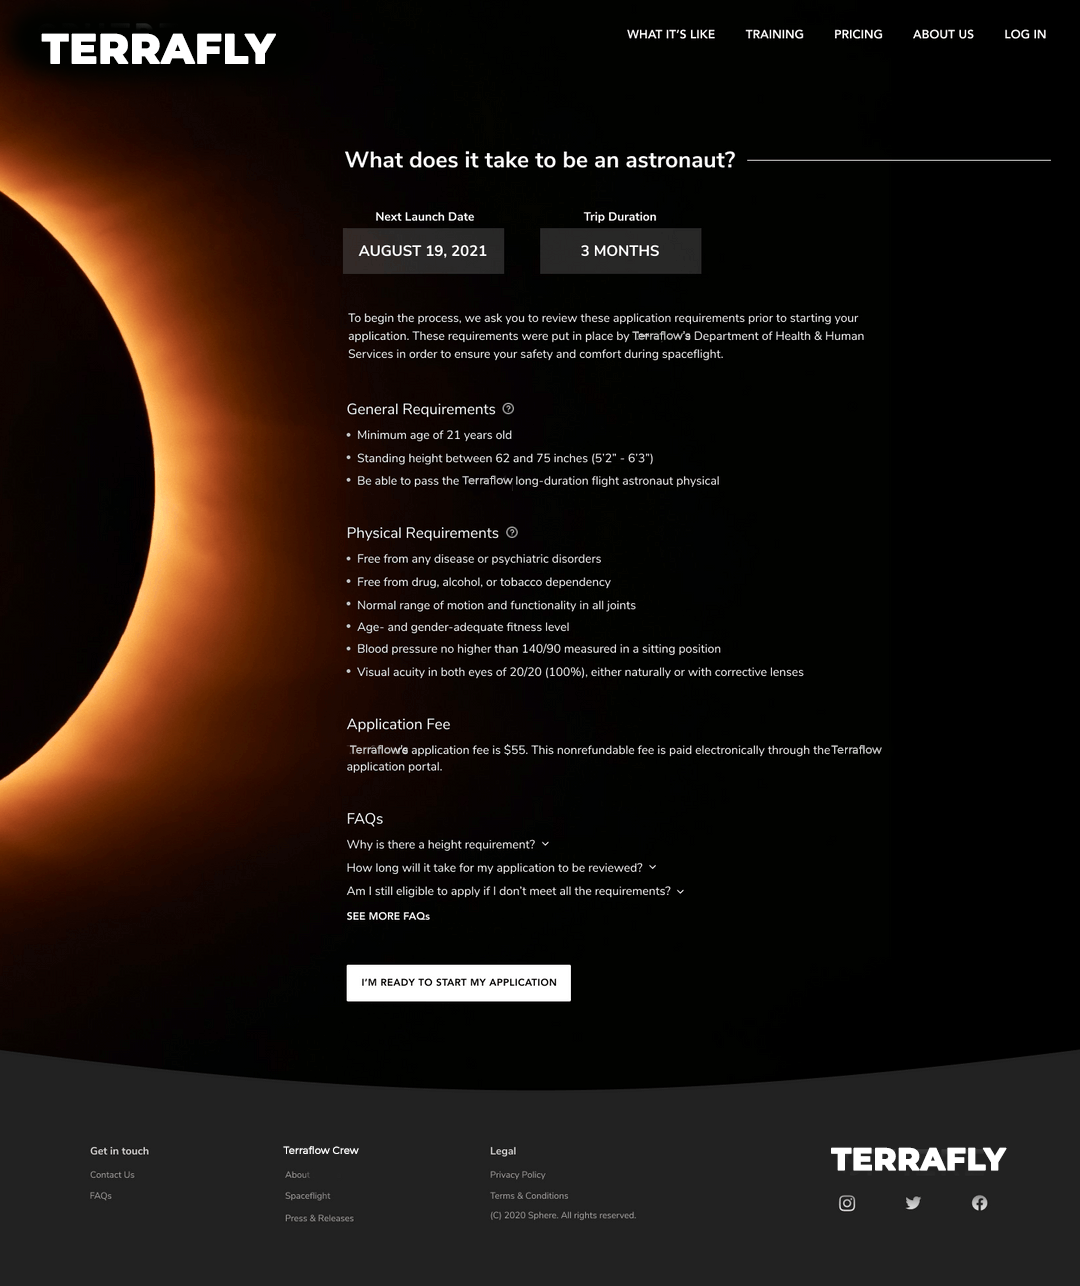 TERRAFLY
WHAT IT'S LIKE TRAINING PRICING ABOUT US LOG IN
What does it take to be an astronaut?
Next Launch Date Trip Duration
AUGUST 19, 2021 3 MONTHS
To begin the process, we ask you to review these application requirements prior to starting your
application. These requirements were put in place by Terraflow's Department of Health & Human
Services in order to ensure your safety and comfort during spaceflight.
General Requirements ?
• Minimum age of 21 years old
• Standing height between 62 and 75 inches (5'2” - 6'3”)
• Be able to pass the Terraflow long-duration flight astronaut physical
Physical Requirements ?
• Free from any disease or psychiatric disorders
• Free from drug, alcohol, or tobacco dependency
• Normal range of motion and functionality in all joints
• Age- and gender-adequate fitness level
• Blood pressure no higher than 140/90 measured in a sitting position
• Visual acuity in both eyes of 20/20 (100%), either naturally or with corrective lenses
Application Fee
Terraflow's application fee is $55. This nonrefundable fee is paid electronically through the Terraflow
application portal.
FAQs
Why is there a height requirement?
How long will it take for my application to be reviewed?
Am I still eligible to apply if I don't meet all the requirements?
SEE MORE FAQs
I'M READY TO START MY APPLICATION
Get in touch
Contact Us
FAQs
Terraflow Crew
About
Spaceflight
Press & Releases
Legal
Privacy Policy
Terms & Conditions
(C) 2020 Sphere. All rights reserved.
TERRAFLY